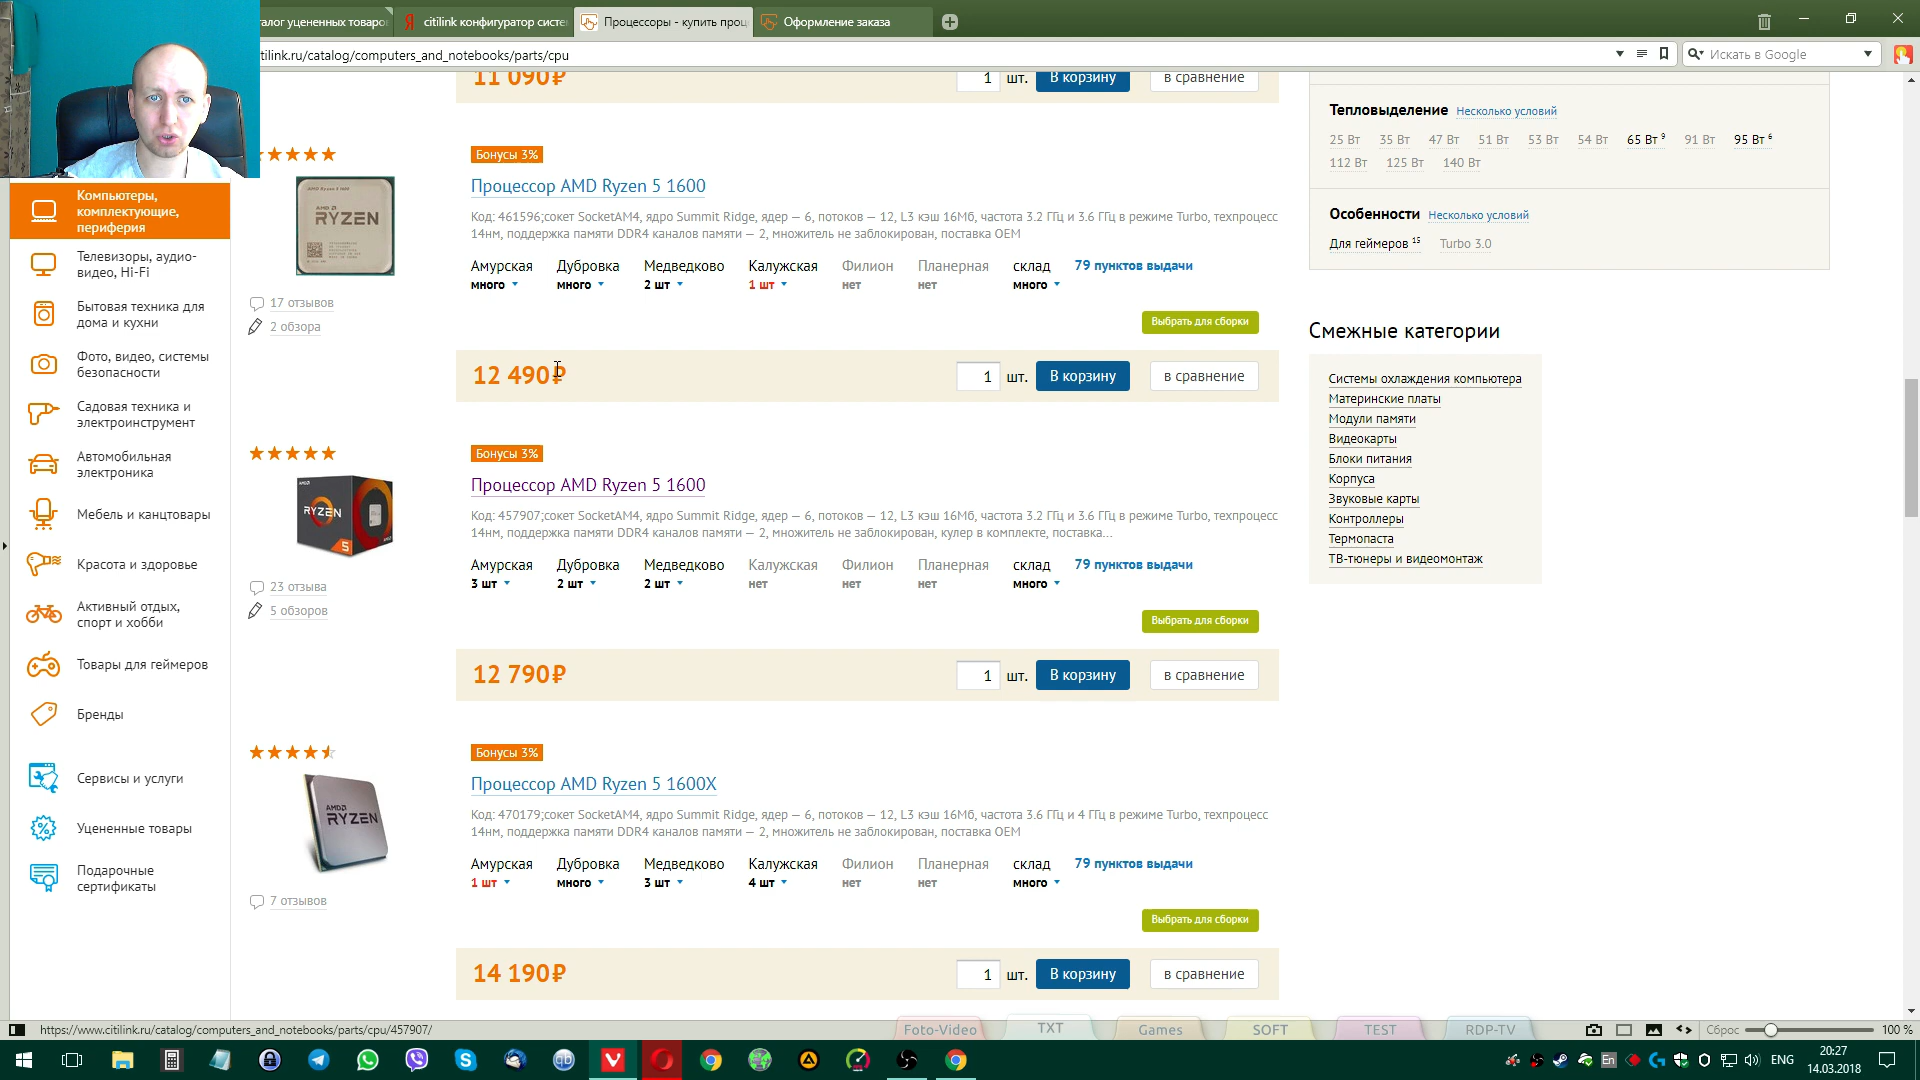 талог уцененных товаро
citilink конфигуратор систе
Процессоры - купить проц
Оформление заказа
tilink.ru/catalog/computers_and_notebooks/parts/cpu
Искать в Google
Компьютеры,
комплектующие,
периферия
Телевизоры, аудио-
видео, Hi-Fi
Бытовая техника для
дома и кухни
Фото, видео, системы
безопасности
Садовая техника и
электроинструмент
Автомобильная
электроника
Мебель и канцтовары
Красота и здоровье
Активный отдых,
спорт и хобби
Товары для геймеров
Бренды
Сервисы и услуги
Уцененные товары
Подарочные
сертификаты
11 090₽
1 шт. В корзину в сравнение
Бонусы 3%
Процессор AMD Ryzen 5 1600
Код: 461596;сокет SocketAM4, ядро Summit Ridge, ядер — 6, потоков — 12, L3 кэш 16Мб, частота 3.2 ГГц и 3.6 ГГц в режиме Turbo, техпроцесс
14нм, поддержка памяти DDR4 каналов памяти — 2, множитель не заблокирован, поставка OEM
Амурская Дубровка Медведково Калужская Филион Планерная склад 79 пунктов выдачи
много много 2 шт 1 шт нет нет много
AMD RYZEN
17 отзывов
2 обзора
Выбрать для сборки
12 490₽
1 шт. В корзину в сравнение
Бонусы 3%
Процессор AMD Ryzen 5 1600
Код: 457907;сокет SocketAM4, ядро Summit Ridge, ядер — 6, потоков — 12, L3 кэш 16Мб, частота 3.2 ГГц и 3.6 ГГц в режиме Turbo, техпроцесс
14нм, поддержка памяти DDR4 каналов памяти — 2, множитель не заблокирован, кулер в комплекте, поставка...
Амурская Дубровка Медведково Калужская Филион Планерная склад 79 пунктов выдачи
3 шт 2 шт 2 шт нет нет нет много
RYZEN
5
23 отзыва
5 обзоров
Выбрать для сборки
12 790₽
1 шт. В корзину в сравнение
Бонусы 3%
Процессор AMD Ryzen 5 1600X
Код: 470179;сокет SocketAM4, ядро Summit Ridge, ядер — 6, потоков — 12, L3 кэш 16Мб, частота 3.6 ГГц и 4 ГГц в режиме Turbo, техпроцесс
14нм, поддержка памяти DDR4 каналов памяти — 2, множитель не заблокирован, поставка OEM
Амурская Дубровка Медведково Калужская Филион Планерная склад 79 пунктов выдачи
1 шт много 3 шт 4 шт нет нет много
AMD
RYZEN
7 отзывов
Выбрать для сборки
14 190₽
1 шт. В корзину в сравнение
Тепловыделение Несколько условий
25 Вт 35 Вт 47 Вт 51 Вт 53 Вт 54 Вт 65 Вт 9 91 Вт 95 Вт 6
112 Вт 125 Вт 140 Вт
Особенности Несколько условий
Для геймеров 15 Turbo 3.0
Смежные категории
Системы охлаждения компьютера
Материнские платы
Модули памяти
Видеокарты
Блоки питания
Корпуса
Звуковые карты
Контроллеры
Термопаста
ТВ-тюнеры и видеомонтаж
https://www.citilink.ru/catalog/computers_and_notebooks/parts/cpu/457907/
Foto-Video TXT Games SOFT TEST RDP-TV
Сброс 100 %
En
ENG
20:27
14.03.2018